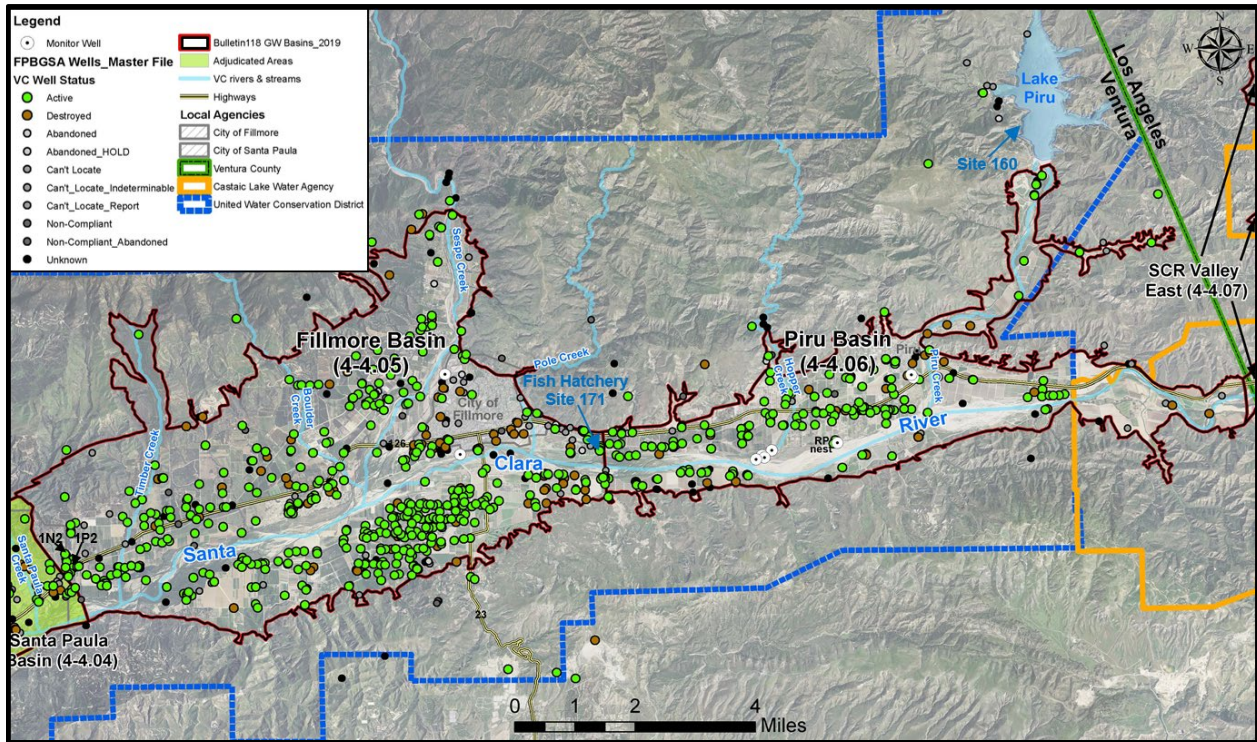 Legend
Monitor Well
FPBGSA Wells_Master File
VC Well Status
Active
Destroyed
Abandoned
Abandoned_HOLD
Can't Locate
Can't_Locate_Indeterminable
Can't_Locate_Report
Non-Compliant
Non-Compliant_Abandoned
Unknown
Bulletin118 GW Basins_2019
Adjudicated Areas
VC rivers & streams
Highways
Local Agencies
City of Fillmore
City of Santa Paula
Ventura County
Castaic Lake Water Agency
United Water Conservation District
N
W E
S
Los Angeles
Ventura
Lake
Piru
Site 160
SCR Valley
East (4-4.07)
Sespe Creek
Fillmore Basin
(4-4.05)
Pole Creek
Piru Basin
(4-4.06)
Piru
Piru Creek
Hopper
Creek
Boulder
Creek
City of
Fillmore
Fish Hatchery
Site 171
126
RP
nest
River
Clara
Santa
Timber Creek
1N2
1P2
Santa Paula
Creek
Santa Paula
Basin (4-4.04)
23
0 1 2 4
Miles